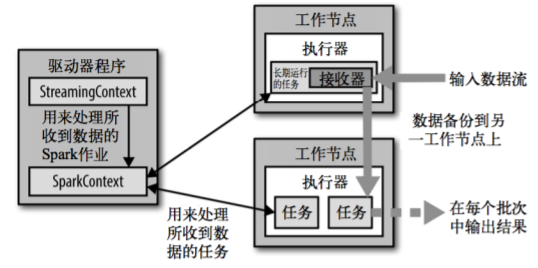 驱动器程序
StreamingContext
用来处理所
收到数据的
Spark作业
SparkContext
工作节点
执行器
长期运行
的任务
接收器
输入数据流
数据备份到另
一工作节点上
工作节点
执行器
任务
任务
用来处理
所收到数
据的任务
在每个批次
中输出结果